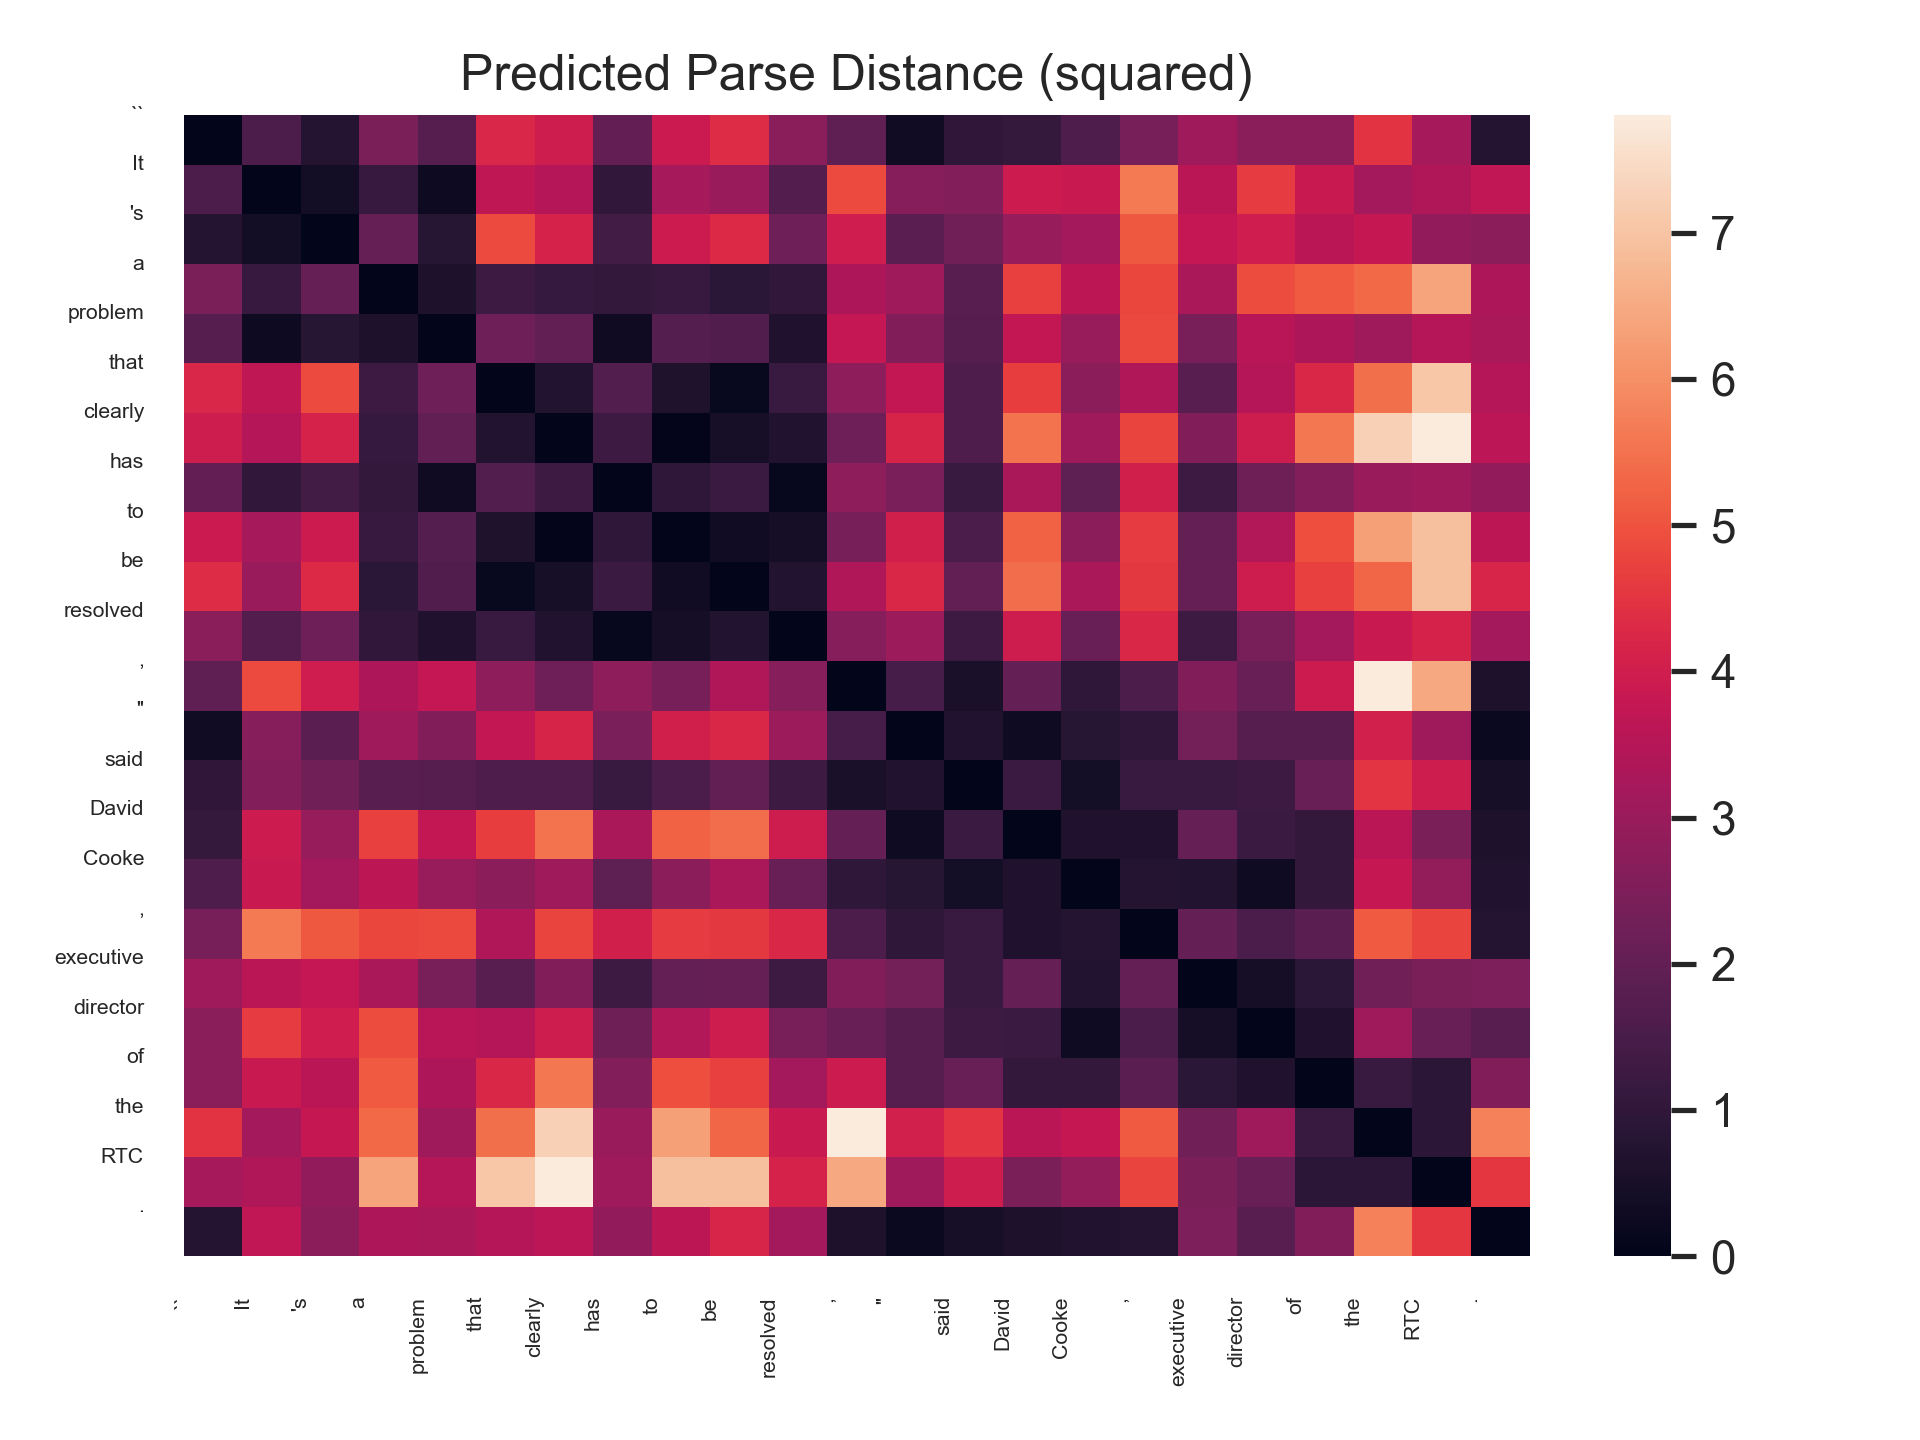 Predicted Parse Distance (squared)
``
It
's
a
problem
that
clearly
has
to
be
resolved
,
"
said
David
Cooke
,
executive
director
of
the
RTC
.
7
6
5
4
3
2
1
0
`` It 's a problem that clearly has to be resolved , " said David Cooke , executive director of the RTC .